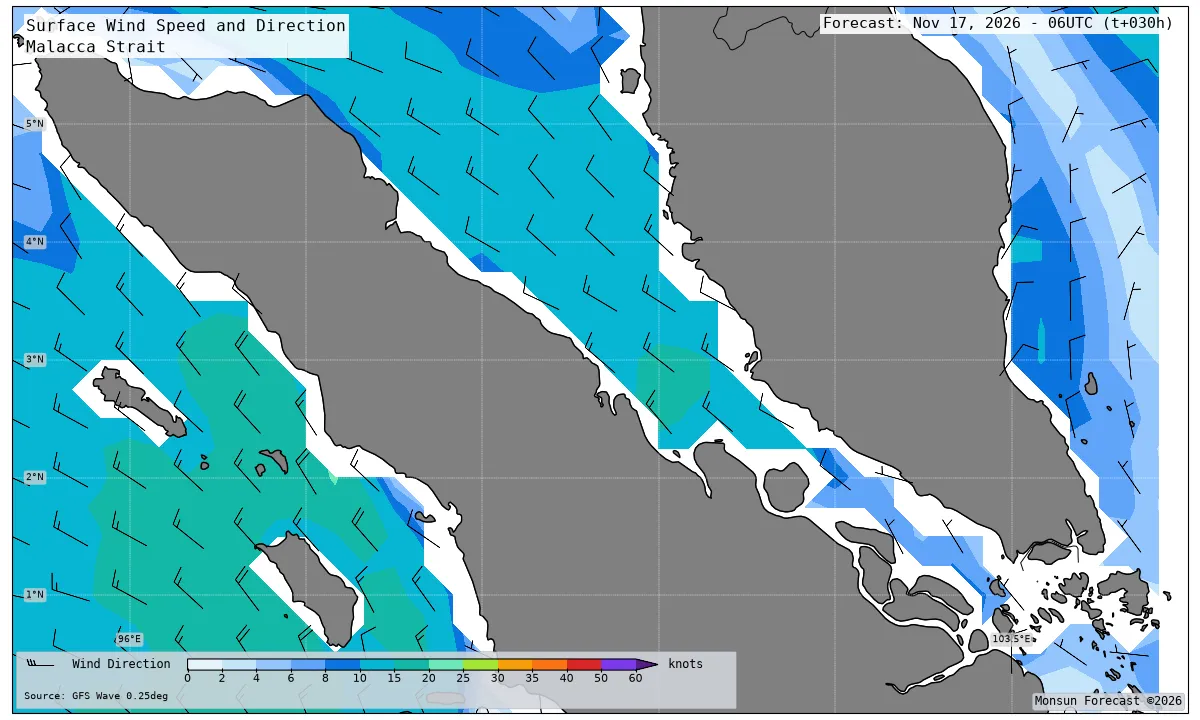 Surface Wind Speed and Direction
Malacca Strait
Forecast: Nov 17, 2026 - 06UTC (t+030h)
5°N
4°N
3°N
2°N
1°N
96°E
103.5°E
Wind Direction
knots
0 2 4 6 8 10 15 20 25 30 35 40 50 60
Source: GFS Wave 0.25deg
Monsun Forecast ©2026